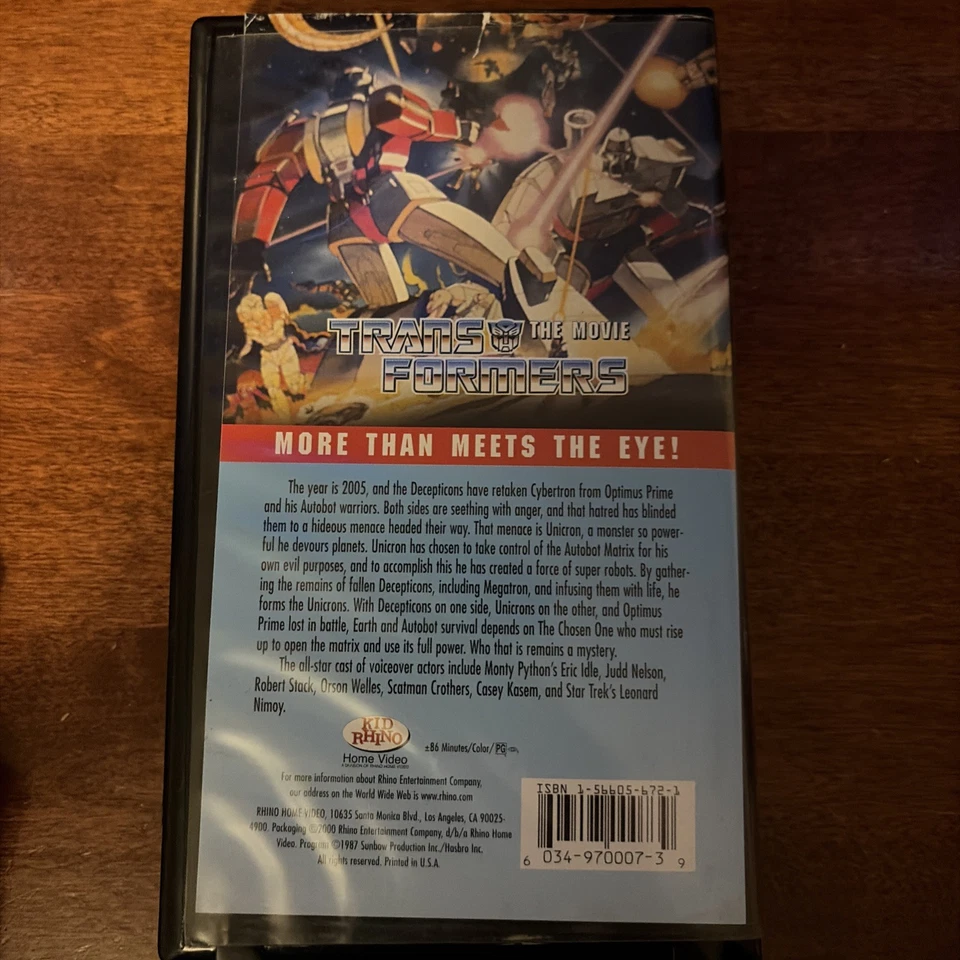 TRANS THE MOVIE
FORMERS
MORE THAN MEETS THE EYE!
The year is 2005, and the Decepticons have retaken Cybertron from Optimus Prime
and his Autobot warriors. Both sides are seething with anger, and that hatred has blinded
them to a hideous menace headed their way. That menace is Unicron, a monster so power-
ful he devours planets. Unicron has chosen to take control of the Autobot Matrix for his
own evil purposes, and to accomplish this he has created a force of super robots. By gather-
ing the remains of fallen Decepticons, including Megatron, and infusing them with life, he
forms the Unicrons. With Decepticons on one side, Unicrons on the other, and Optimus
Prime lost in battle, Earth and Autobot survival depends on The Chosen One who must rise
up to open the matrix and use its full power. Who that is remains a mystery.
The all-star cast of voiceover actors include Monty Python's Eric Idle, Judd Nelson,
Robert Stack, Orson Welles, Scatman Crothers, Casey Kasem, and Star Trek's Leonard
Nimoy.
KID
RHINO
Home Video
A DIVISION OF RHINO HOME VIDEO
±86 Minutes/Color/PG
For more information about Rhino Entertainment Company,
our address on the World Wide Web is www.rhino.com
RHINO HOME VIDEO, 10635 Santa Monica Blvd., Los Angeles, CA 90025-
4900. Packaging ©2000 Rhino Entertainment Company, d/b/a Rhino Home
Video. Program ©1987 Sunbow Production Inc./Hasbro Inc.
All rights reserved. Printed in U.S.A.
ISBN 1-56605-672-1
6 034-970007-3 9